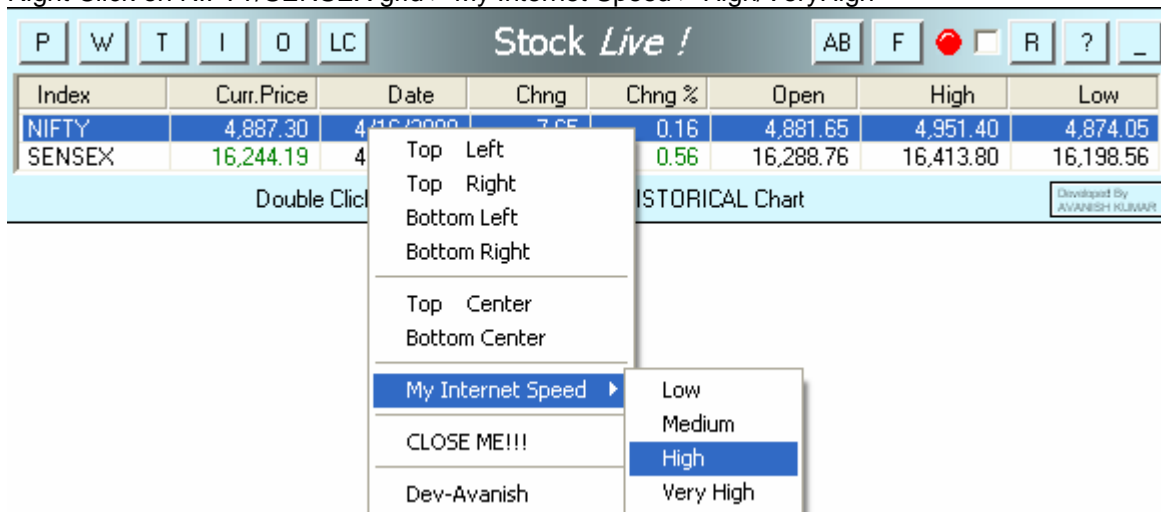 P W T I O LC Stock Live ! AB F R ? _
Index Curr.Price Date Chng Chng % Open High Low
NIFTY 4,887.30 0.16 4,881.65 4,951.40 4,874.05
SENSEX 16,244.19 4 0.56 16,288.76 16,413.80 16,198.56
Double Clic ISTORICAL Chart
Developed By
AVANISH KUMAR
Top Left
Top Right
Bottom Left
Bottom Right
Top Center
Bottom Center
My Internet Speed
Low
Medium
High
Very High
CLOSE ME!!!
Dev-Avanish